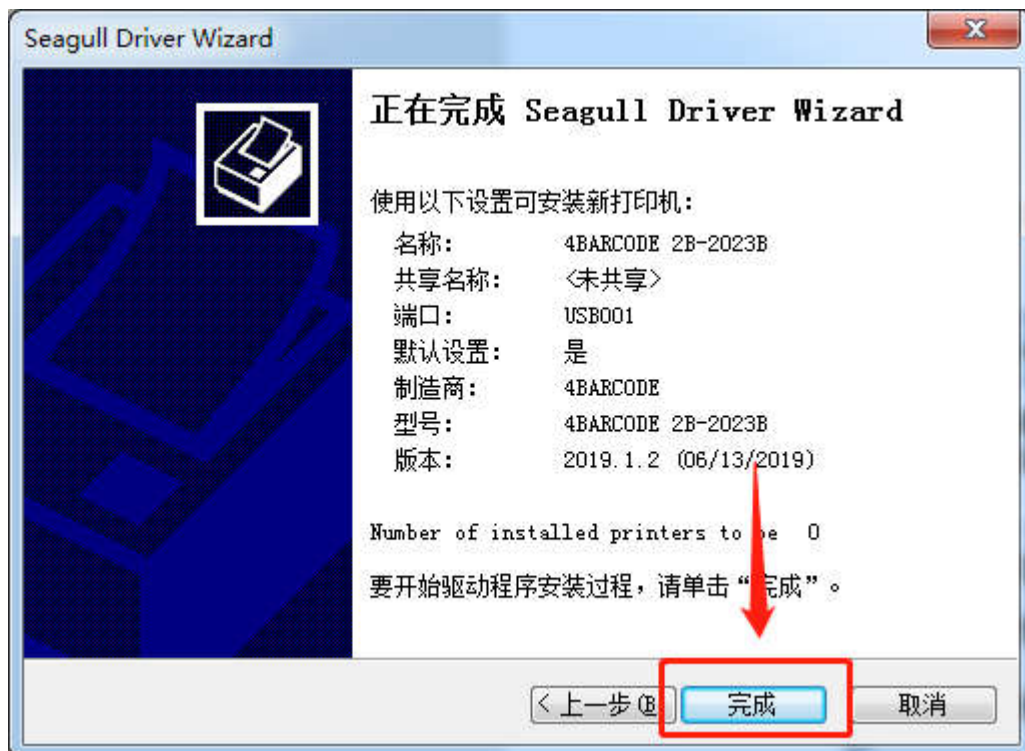 Seagull Driver Wizard
正在完成 Seagull Driver Wizard
使用以下设置可安装新打印机：
名称： 4BARCODE 2B-2023B
共享名称： <未共享>
端口： USB001
默认设置： 是
制造商： 4BARCODE
型号： 4BARCODE 2B-2023B
版本： 2019.1.2 (06/13/2019)
Number of installed printers to be 0
要开始驱动程序安装过程，请单击“完成”。
<上一步(B) 完成 取消